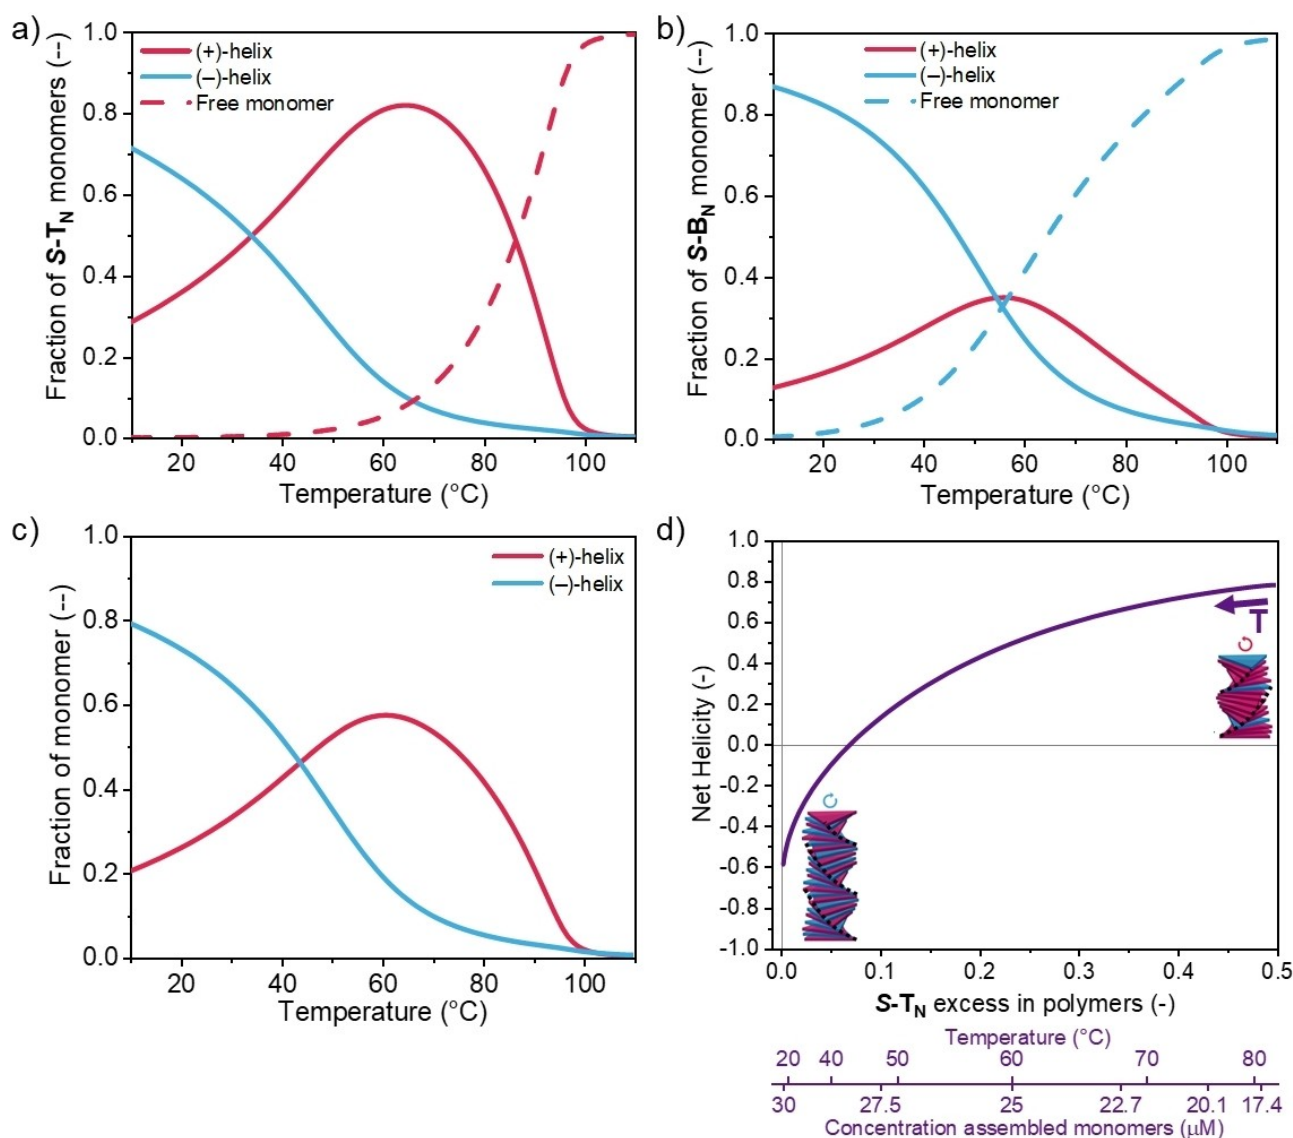 a)
1.0
0.8
0.6
0.4
0.2
0.0
Fraction of S-TN monomers (--)
(+)-helix
(–)-helix
Free monomer
20 40 60 80 100
Temperature (°C)
b)
1.0
0.8
0.6
0.4
0.2
0.0
Fraction of S-BN monomer (--)
(+)-helix
(–)-helix
Free monomer
20 40 60 80 100
Temperature (°C)
c)
1.0
0.8
0.6
0.4
0.2
0.0
Fraction of monomer (--)
(+)-helix
(–)-helix
20 40 60 80 100
Temperature (°C)
d)
1.0
0.8
0.6
0.4
0.2
0.0
-0.2
-0.4
-0.6
-0.8
-1.0
Net Helicity (-)
T
0.0 0.1 0.2 0.3 0.4 0.5
S-TN excess in polymers (-)
Temperature (°C)
20 40 50 60 70 80
30 27.5 25 22.7 20.1 17.4
Concentration assembled monomers (μM)